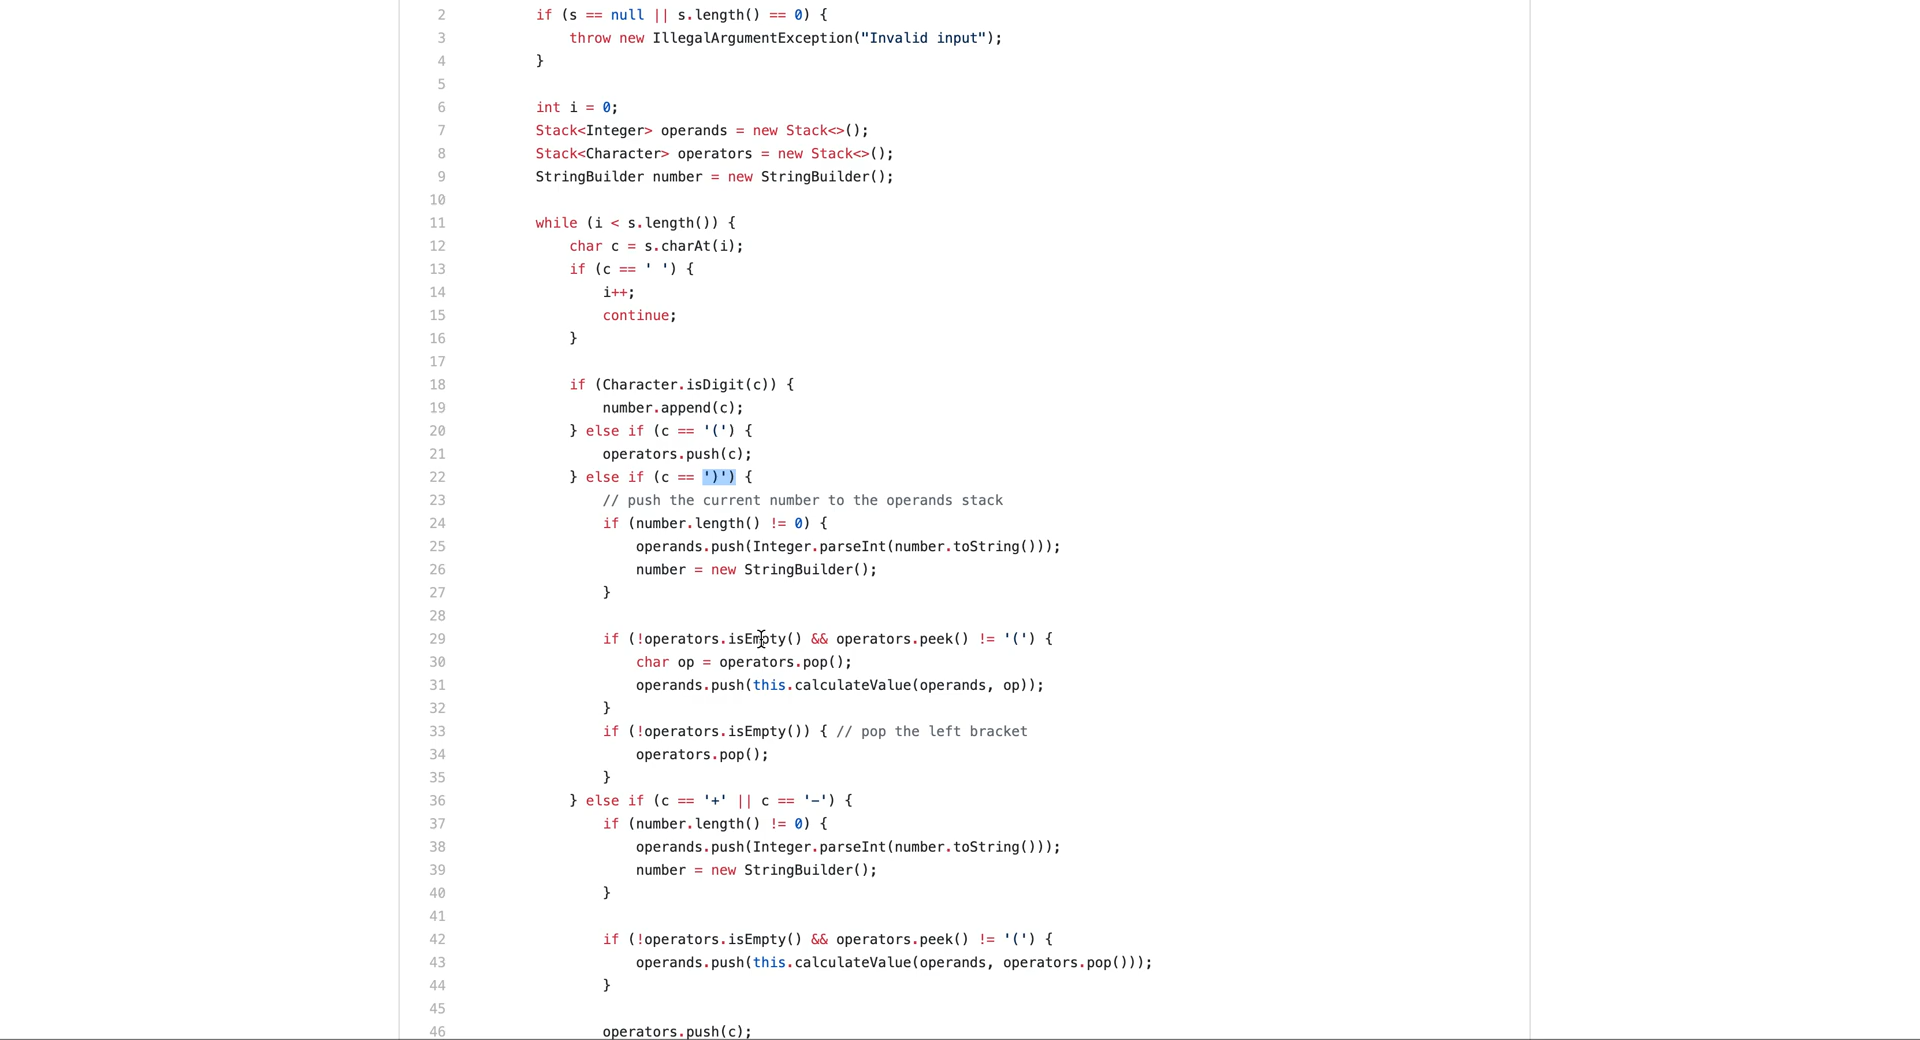 2 if (s == null || s.length() == 0) {
3 throw new IllegalArgumentException("Invalid input");
4 }
5
6 int i = 0;
7 Stack<Integer> operands = new Stack<>();
8 Stack<Character> operators = new Stack<>();
9 StringBuilder number = new StringBuilder();
10
11 while (i < s.length()) {
12 char c = s.charAt(i);
13 if (c == ' ') {
14 i++;
15 continue;
16 }
17
18 if (Character.isDigit(c)) {
19 number.append(c);
20 } else if (c == '(') {
21 operators.push(c);
22 } else if (c == ')') {
23 // push the current number to the operands stack
24 if (number.length() != 0) {
25 operands.push(Integer.parseInt(number.toString()));
26 number = new StringBuilder();
27 }
28
29 if (!operators.isEmpty() && operators.peek() != '(') {
30 char op = operators.pop();
31 operands.push(this.calculateValue(operands, op));
32 }
33 if (!operators.isEmpty()) { // pop the left bracket
34 operators.pop();
35 }
36 } else if (c == '+' || c == '-') {
37 if (number.length() != 0) {
38 operands.push(Integer.parseInt(number.toString()));
39 number = new StringBuilder();
40 }
41
42 if (!operators.isEmpty() && operators.peek() != '(') {
43 operands.push(this.calculateValue(operands, operators.pop()));
44 }
45
46 operators.push(c);